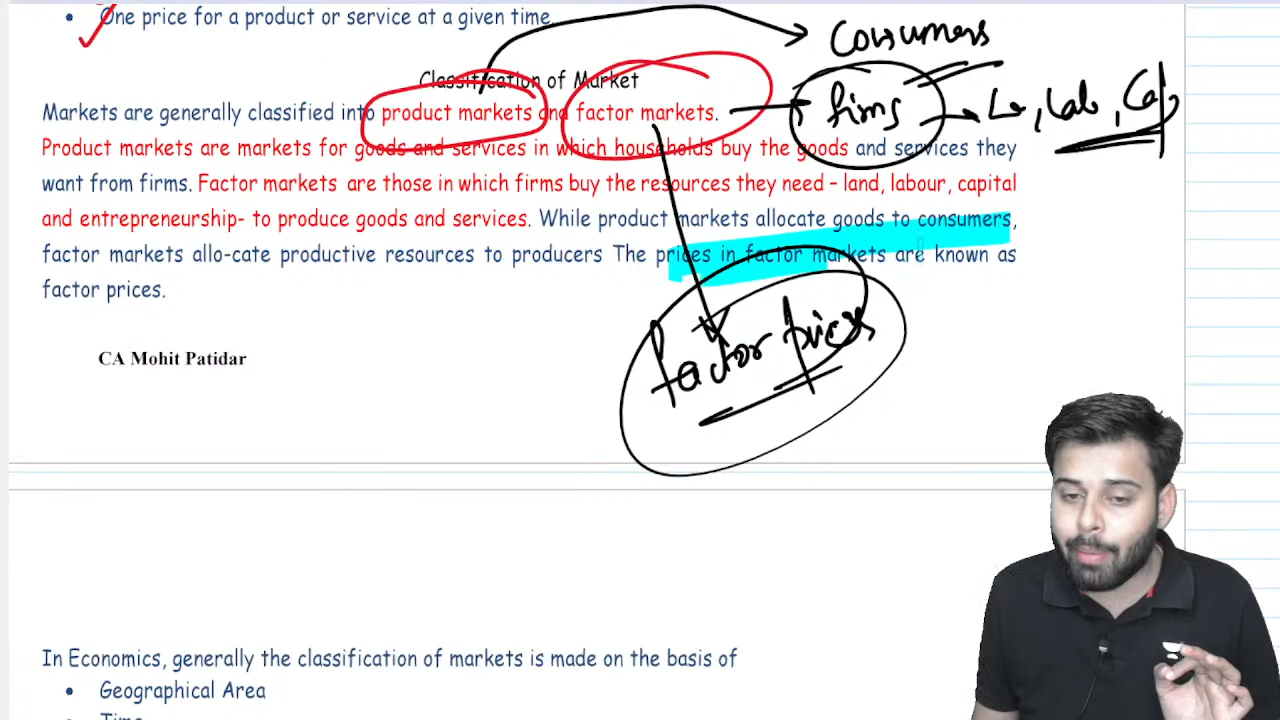 One price for a product or service at a given time.
Classification of Market
Consumers
Markets are generally classified into product markets and factor markets.
firms
La, Lab, Cap
Product markets are markets for goods and services in which households buy the goods and services they
want from firms. Factor markets are those in which firms buy the resources they need – land, labour, capital
and entrepreneurship- to produce goods and services. While product markets allocate goods to consumers,
factor markets allo-cate productive resources to producers The prices in factor markets are known as
factor prices.
factor prices
CA Mohit Patidar
In Economics, generally the classification of markets is made on the basis of
Geographical Area
Time